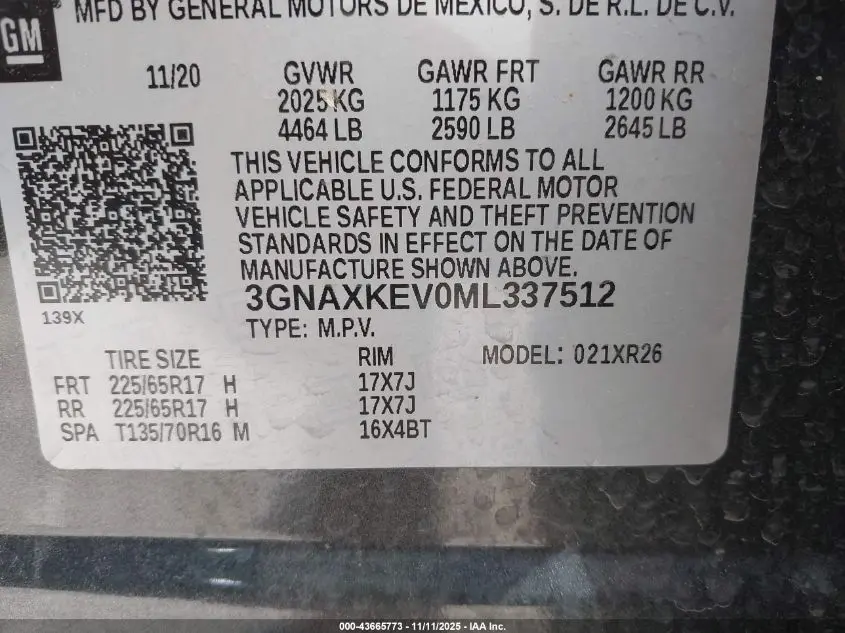 MFD BY GENERAL MOTORS DE MEXICO, S. DE R.L. DE C.V.
GM
11/20 GVWR GAWR FRT GAWR RR
2025 KG 1175 KG 1200 KG
4464 LB 2590 LB 2645 LB
THIS VEHICLE CONFORMS TO ALL
APPLICABLE U.S. FEDERAL MOTOR
VEHICLE SAFETY AND THEFT PREVENTION
STANDARDS IN EFFECT ON THE DATE OF
MANUFACTURE SHOWN ABOVE.
3GNAXKEV0ML337512
139X
TYPE: M.P.V.
TIRE SIZE RIM MODEL: 021XR26
FRT 225/65R17 H 17X7J
RR 225/65R17 H 17X7J
SPA T135/70R16 M 16X4BT
000-43665773 - 11/11/2025 - IAA Inc.